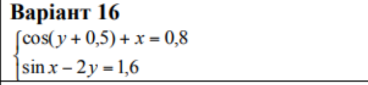 Варіант 16
cos(y + 0,5) + x = 0,8
sin x − 2y = 1,6